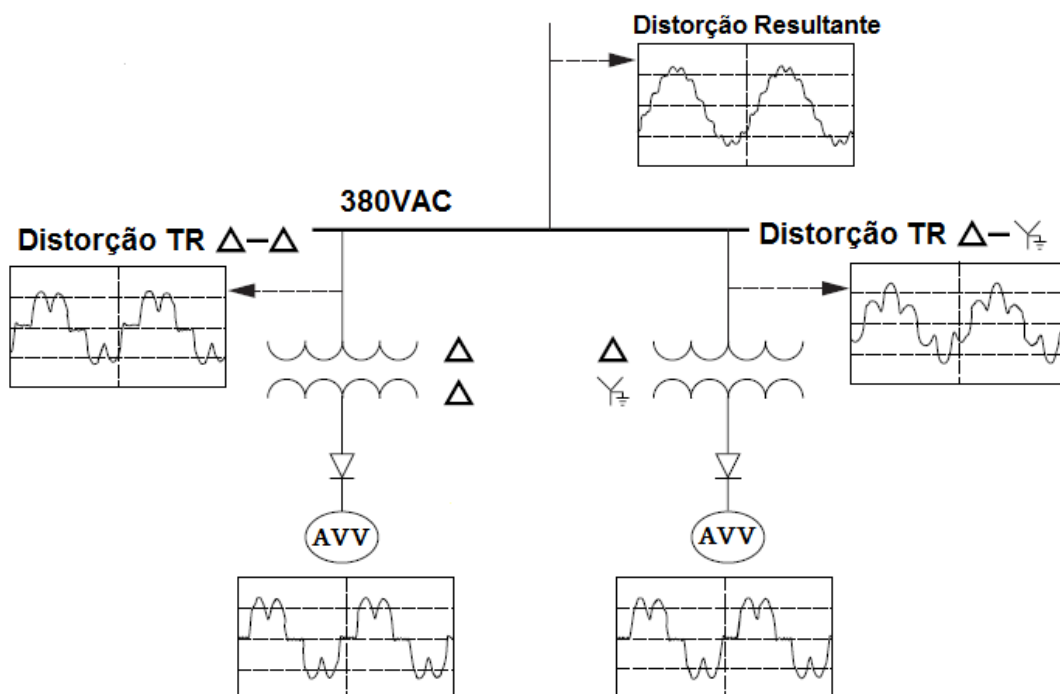 Distorção Resultante
380VAC
Distorção TR Δ–Δ
Distorção TR Δ–
Δ
Δ
Δ
AVV
AVV